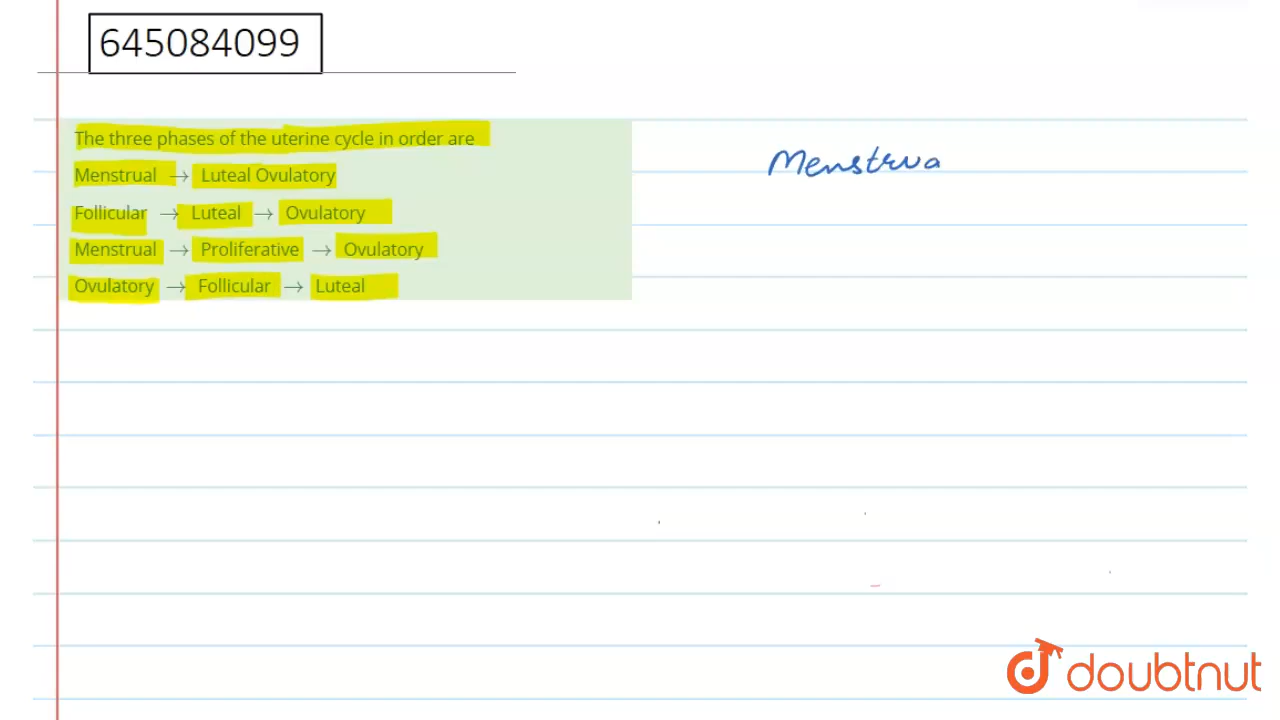 645084099
The three phases of the uterine cycle in order are
Menstrual → Luteal Ovulatory
Follicular → Luteal → Ovulatory
Menstrual → Proliferative → Ovulatory
Ovulatory → Follicular → Luteal
Menstrua
doubtnut